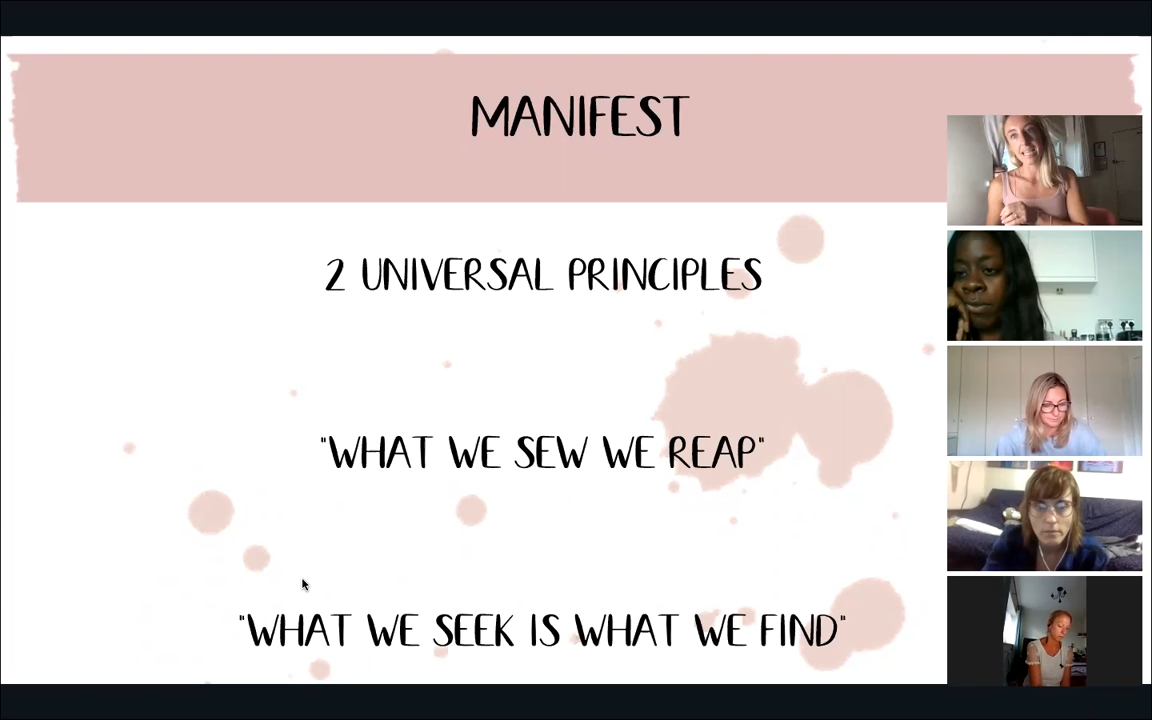 MANIFEST
2 UNIVERSAL PRINCIPLES
"WHAT WE SEW WE REAP"
"WHAT WE SEEK IS WHAT WE FIND"